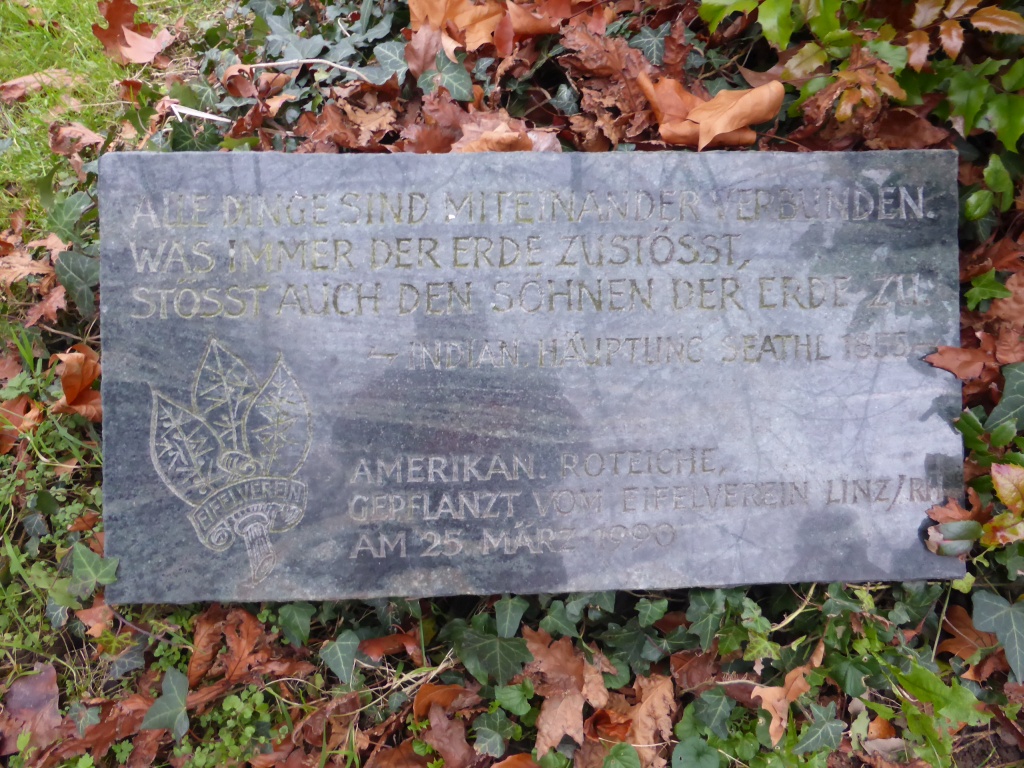 ALLE DINGE SIND MITEINANDER VERBUNDEN.
WAS IMMER DER ERDE ZUSTÖSST,
STÖSST AUCH DEN SÖHNEN DER ERDE ZU.
- INDIAN. HÄUPTLING SEATHL 1855-
EIFELVEREIN
AMERIKAN. ROTEICHE,
GEPFLANZT VOM EIFELVEREIN LINZ/RH.
AM 25. MÄRZ 1990